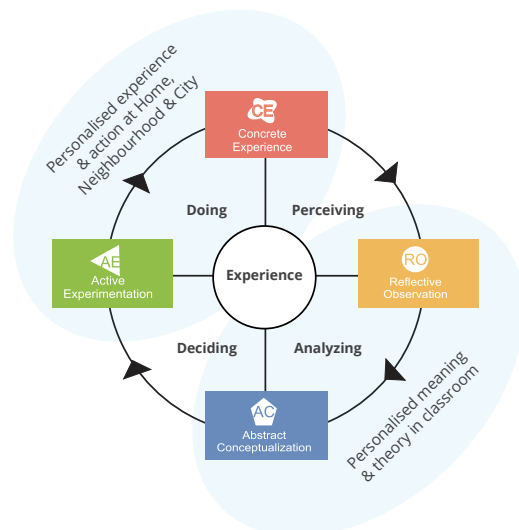 Personalised experience
& action at Home,
Neighbourhood & City
CE
Concrete
Experience
Doing
Perceiving
AE
Active
Experimentation
Experience
RO
Reflective
Observation
Deciding
Analyzing
AC
Abstract
Conceptualization
Personalised meaning
& theory in classroom